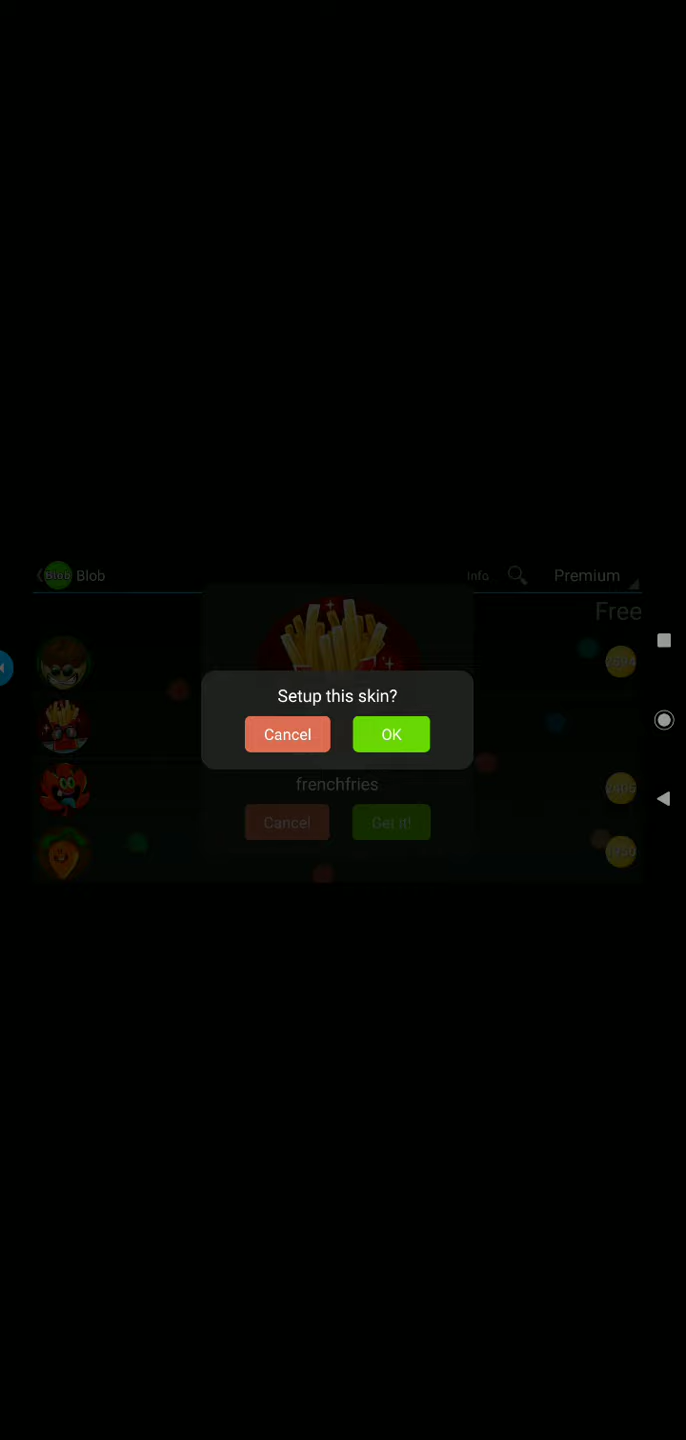 Blob Blob
Info
Premium
Free
Setup this skin?
Cancel
OK
frenchfries
Cancel
Get it!